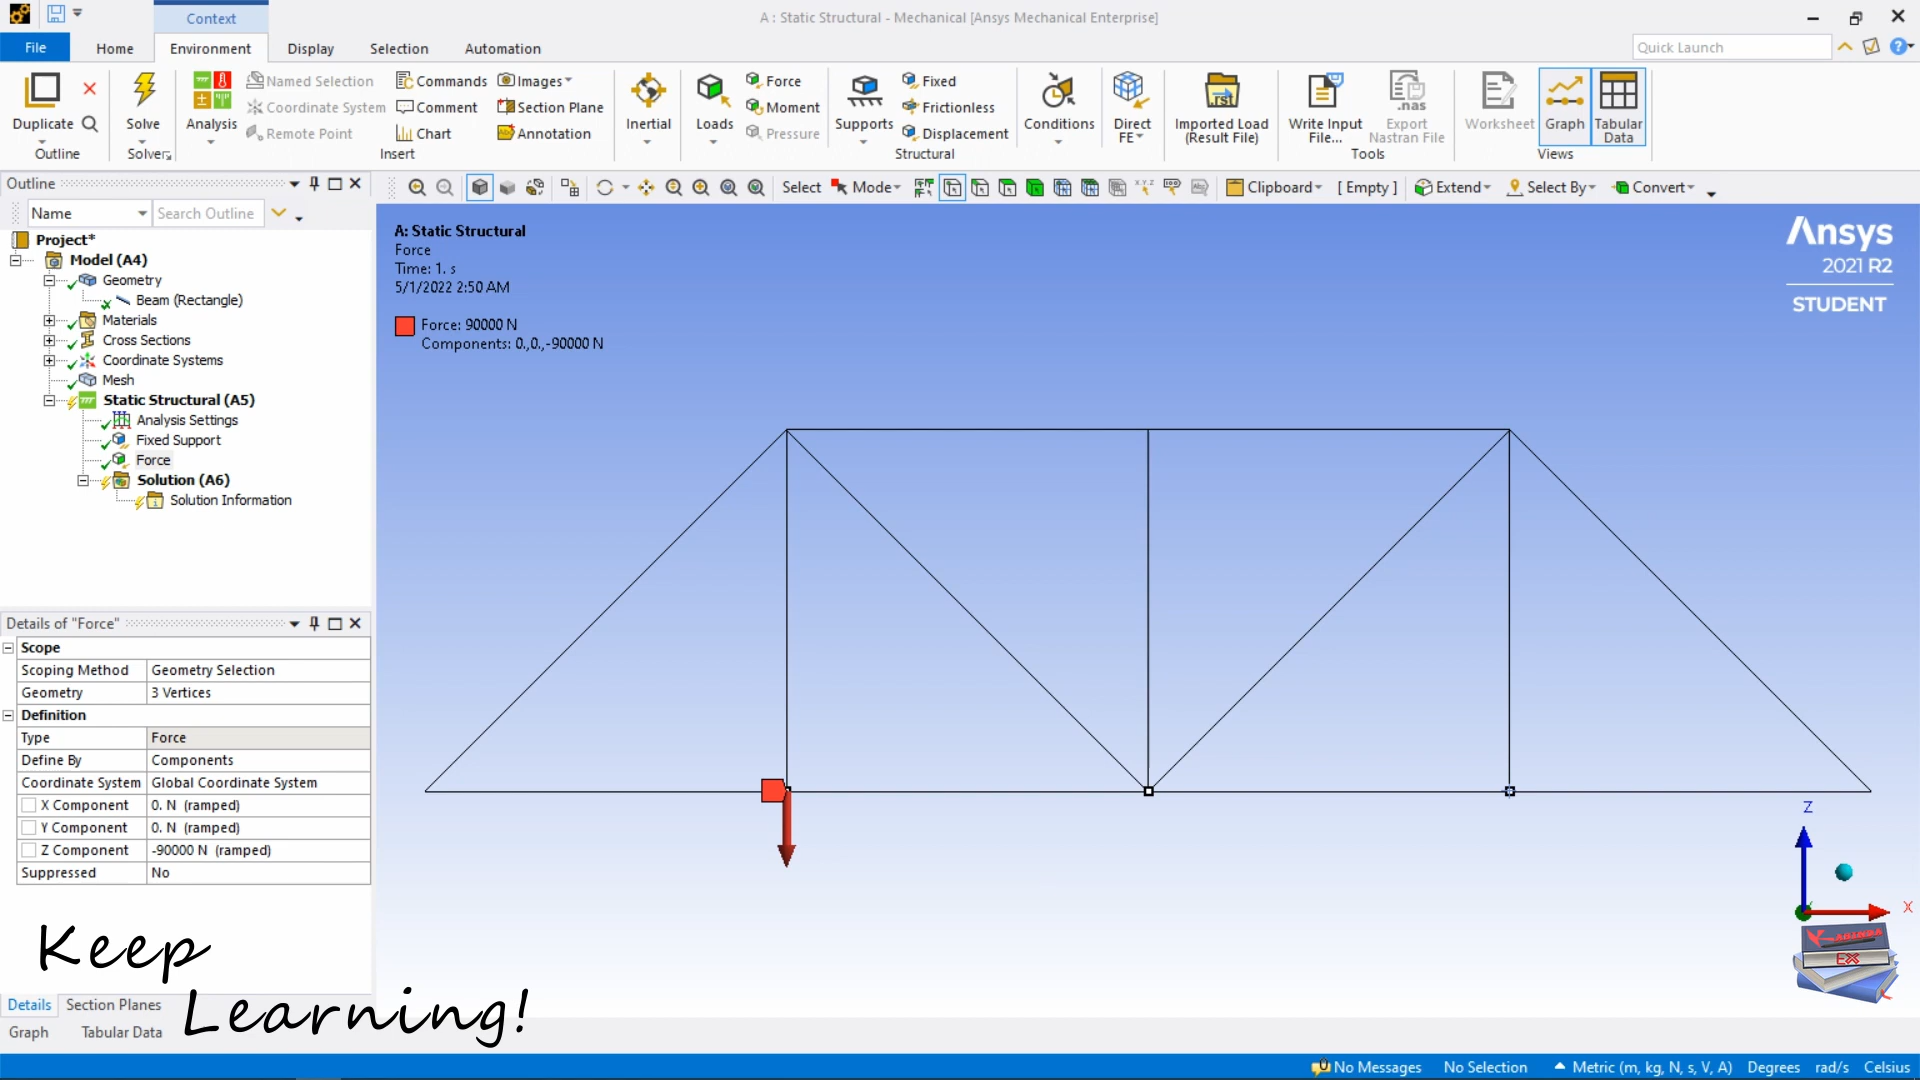 Context
A : Static Structural - Mechanical [Ansys Mechanical Enterprise]
File Home Environment Display Selection Automation
Quick Launch
Duplicate
Outline
Solve
Solver
Analysis
Named Selection
Coordinate System
Remote Point
Commands
Comment
Chart
Images
Section Plane
Annotation
Insert
Inertial
Loads
Force
Moment
Pressure
Supports
Fixed
Frictionless
Displacement
Structural
Conditions
Direct
FE
Imported Load
(Result File)
Write Input
File...
.nas
Export
Nastran File
Tools
Worksheet
Graph
Tabular
Data
Views
Outline
Name
Search Outline
Select Mode
Clipboard [ Empty ] Extend Select By Convert
Project*
Model (A4)
Geometry
Beam (Rectangle)
Materials
Cross Sections
Coordinate Systems
Mesh
Static Structural (A5)
Analysis Settings
Fixed Support
Force
Solution (A6)
Solution Information
Details of "Force"
Scope
Scoping Method Geometry Selection
Geometry 3 Vertices
Definition
Type Force
Define By Components
Coordinate System Global Coordinate System
X Component 0. N (ramped)
Y Component 0. N (ramped)
Z Component -90000 N (ramped)
Suppressed No
Keep
Learning!
Details Section Planes
Graph Tabular Data
A: Static Structural
Force
Time: 1. s
5/1/2022 2:50 AM
Force: 90000 N
Components: 0.,0.,-90000 N
Ansys
2021 R2
STUDENT
Z
X
EX
No Messages No Selection Metric (m, kg, N, s, V, A) Degrees rad/s Celsius